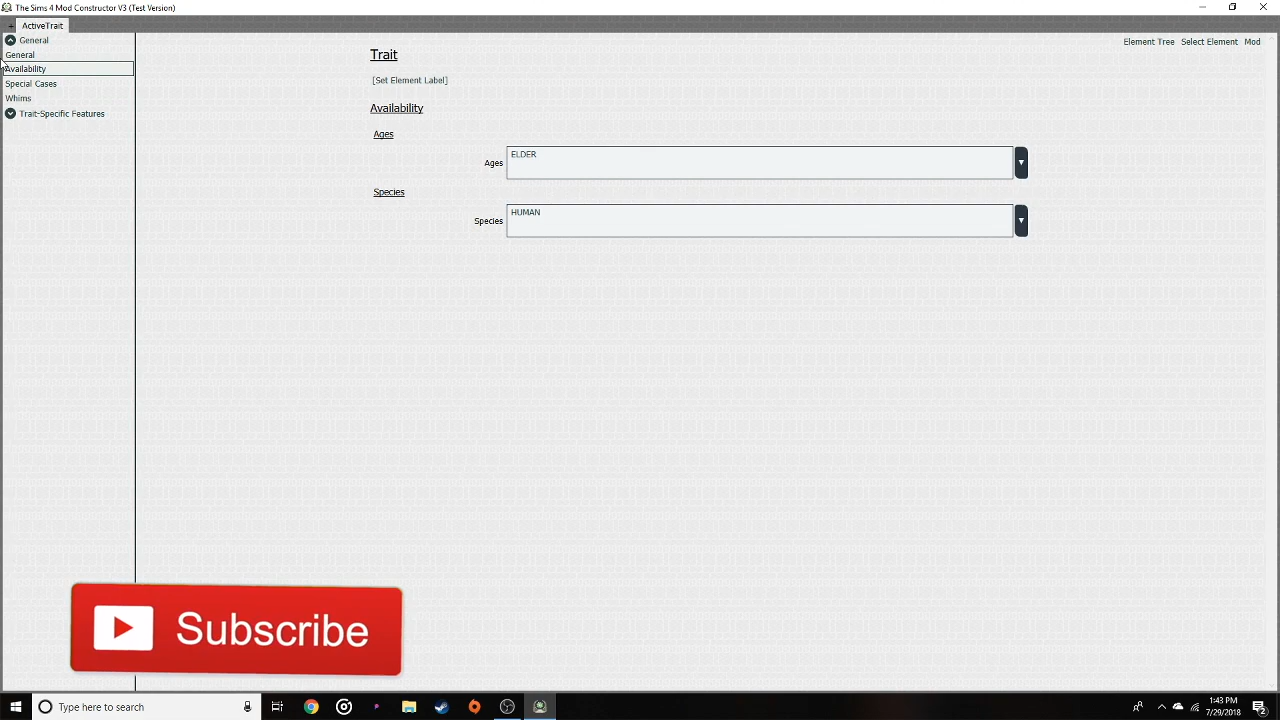 The Sims 4 Mod Constructor V3 (Test Version)
+ ActiveTrait
General
General
Availability
Special Cases
Whims
Trait-Specific Features
Element Tree Select Element Mod
Trait
[Set Element Label]
Availability
Ages
Ages ELDER
Species
Species HUMAN
Subscribe
Type here to search
1:43 PM
7/29/2018
2